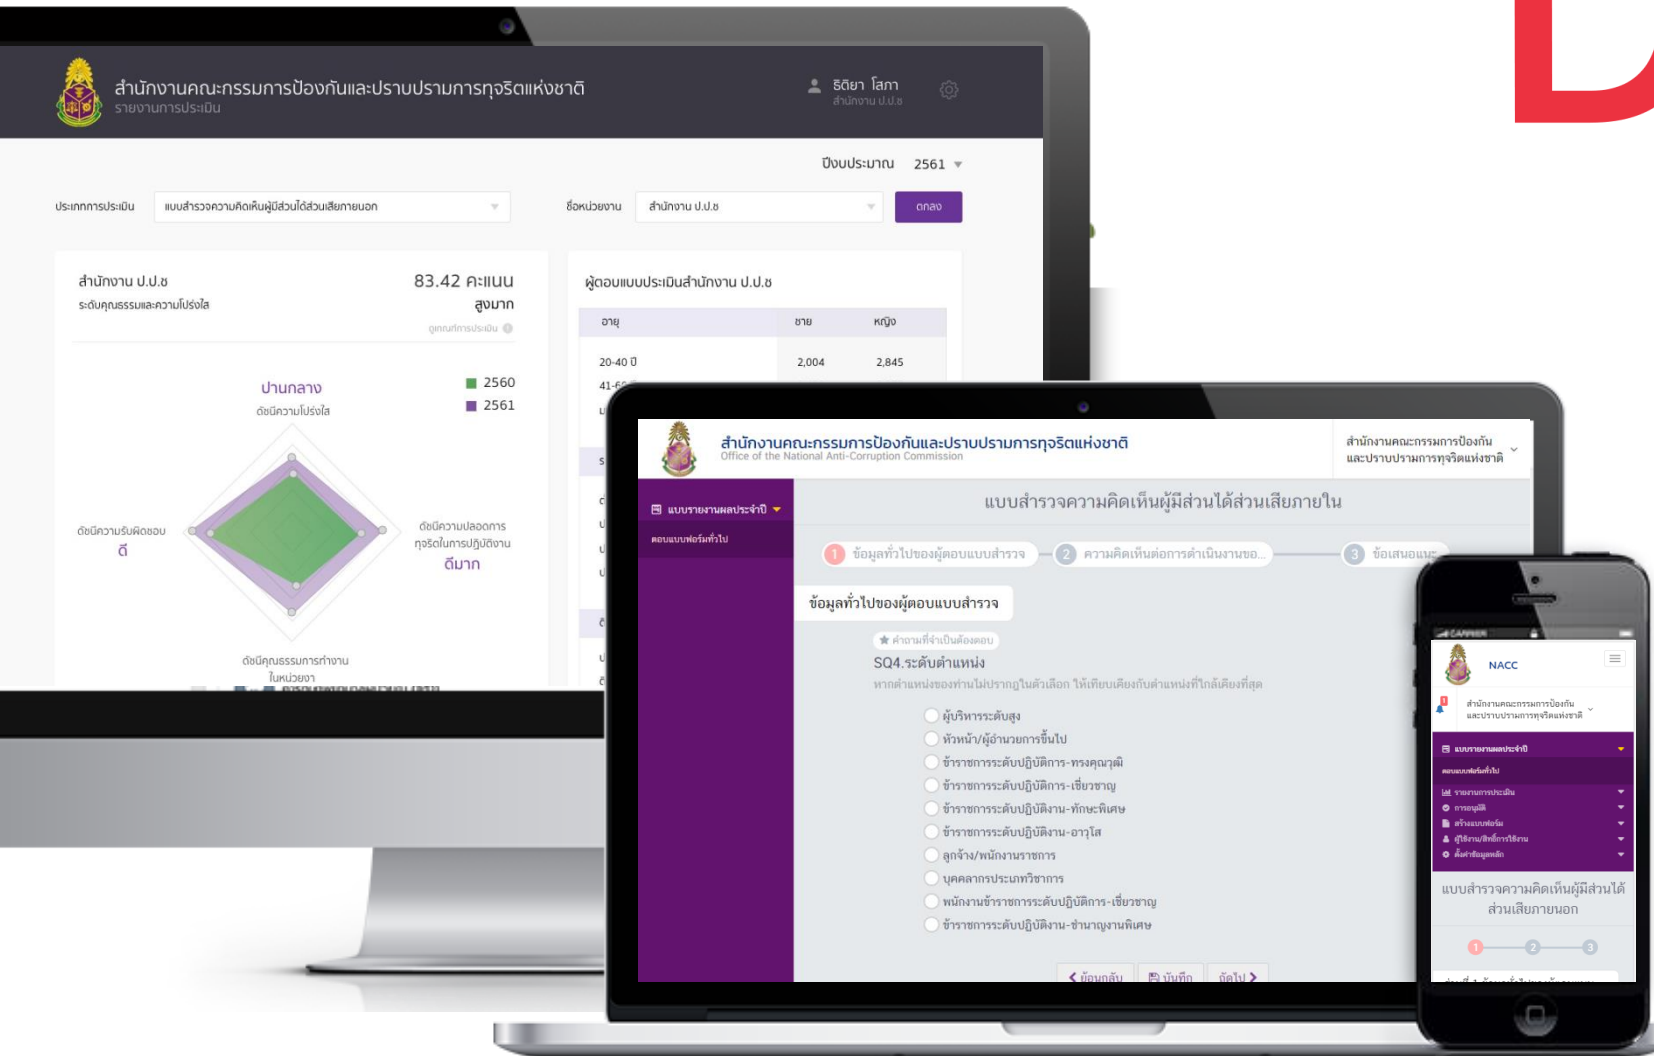 D
สำนักงานคณะกรรมการป้องกันและปราบปรามการทุจริตแห่งชาติ
รายงานการประเมิน
ธิติยา โสภา
สำนักงาน ป.ป.ช
ปีงบประมาณ 2561
ประเภทการประเมิน แบบสำรวจความคิดเห็นผู้มีส่วนได้ส่วนเสียภายนอก ชื่อหน่วยงาน สำนักงาน ป.ป.ช ตกลง
สำนักงาน ป.ป.ช 83.42 คะแนน
ระดับคุณธรรมและความโปร่งใส สูงมาก
ดูเกณฑ์การประเมิน
2560
2561
ปานกลาง
ดัชนีความโปร่งใส
ดัชนีความรับผิดชอบ
ดี
ดัชนีความปลอดการ
ทุจริตในการปฏิบัติงาน
ดีมาก
ดัชนีคุณธรรมการทำงาน
ในหน่วยงา
ผู้ตอบแบบประเมินสำนักงาน ป.ป.ช
อายุ ชาย หญิง
20-40 ปี 2,004 2,845
สำนักงานคณะกรรมการป้องกันและปราบปรามการทุจริตแห่งชาติ
Office of the National Anti-Corruption Commission
สำนักงานคณะกรรมการป้องกัน
และปราบปรามการทุจริตแห่งชาติ
แบบรายงานผลประจำปี
ตอบแบบฟอร์มทั่วไป
แบบสำรวจความคิดเห็นผู้มีส่วนได้ส่วนเสียภายใน
1 ข้อมูลทั่วไปของผู้ตอบแบบสำรวจ 2 ความคิดเห็นต่อการดำเนินงานขอ... 3 ข้อเสนอแนะ
ข้อมูลทั่วไปของผู้ตอบแบบสำรวจ
★ คำถามที่จำเป็นต้องตอบ
SQ4.ระดับตำแหน่ง
หากตำแหน่งของท่านไม่ปรากฎในตัวเลือก ให้เทียบเคียงกับตำแหน่งที่ใกล้เคียงที่สุด
ผู้บริหารระดับสูง
หัวหน้า/ผู้อำนวยการขึ้นไป
ข้าราชการระดับปฏิบัติการ-ทรงคุณวุฒิ
ข้าราชการระดับปฏิบัติการ-เชี่ยวชาญ
ข้าราชการระดับปฏิบัติงาน-ทักษะพิเศษ
ข้าราชการระดับปฏิบัติงาน-อาวุโส
ลูกจ้าง/พนักงานราชการ
บุคคลากรประเภทวิชาการ
พนักงานข้าราชการระดับปฏิบัติการ-เชี่ยวชาญ
ข้าราชการระดับปฏิบัติงาน-ชำนาญงานพิเศษ
ย้อนกลับ บันทึก ถัดไป
CARRIER
NACC
1
สำนักงานคณะกรรมการป้องกัน
และปราบปรามการทุจริตแห่งชาติ
แบบรายงานผลประจำปี
ตอบแบบฟอร์มทั่วไป
รายงานการประเมิน
การอนุมัติ
สร้างแบบฟอร์ม
ผู้ใช้งาน/สิทธิ์การใช้งาน
ตั้งค่าข้อมูลหลัก
แบบสำรวจความคิดเห็นผู้มีส่วนได้
ส่วนเสียภายนอก
1 2 3